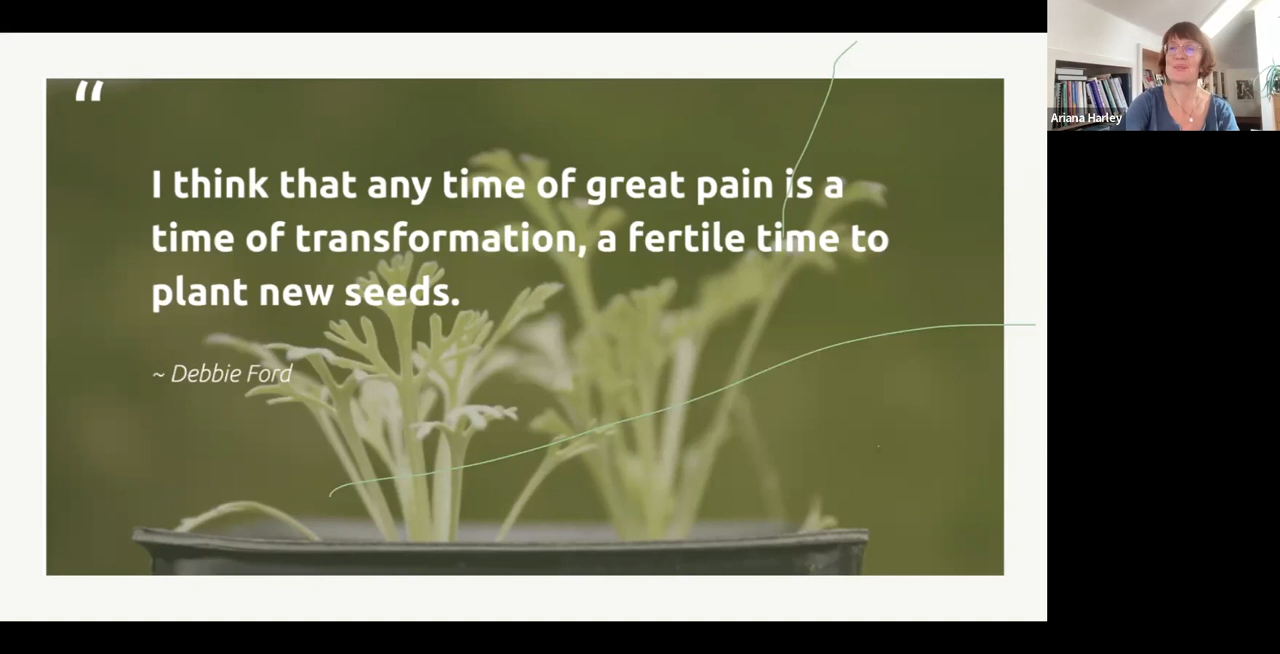 “
I think that any time of great pain is a
time of transformation, a fertile time to
plant new seeds.
~ Debbie Ford
Ariana Harley